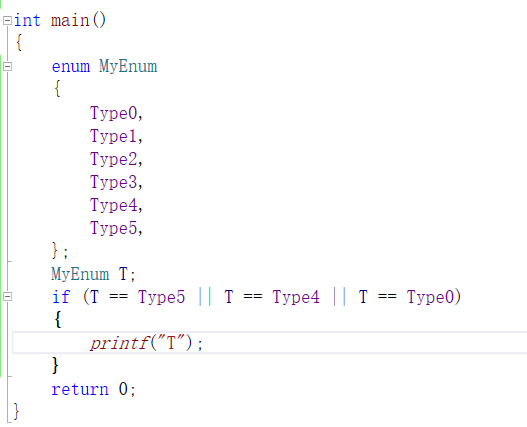 int main()
{
enum MyEnum
{
Type0,
Type1,
Type2,
Type3,
Type4,
Type5,
};
MyEnum T;
if (T == Type5 || T == Type4 || T == Type0)
{
printf("T");
}
return 0;
}